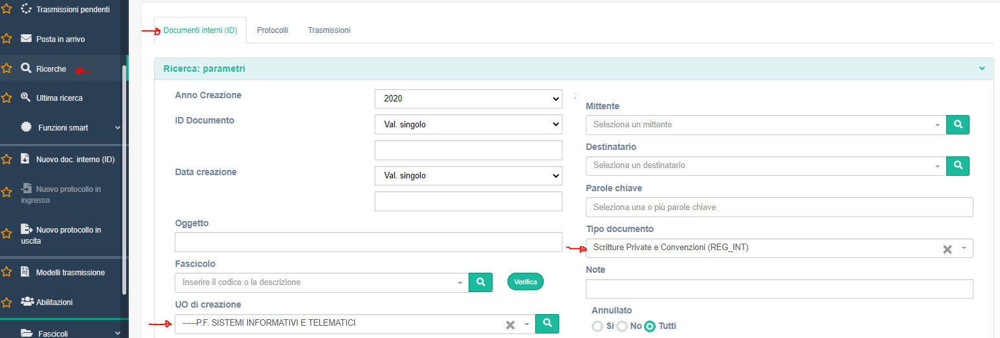 Trasmissioni pendenti
Posta in arrivo
Ricerche
Ultima ricerca
Funzioni smart
Nuovo doc. interno (ID)
Nuovo protocollo in
ingresso
Nuovo protocollo in
uscita
Modelli trasmissione
Abilitazioni
Fascicoli
Documenti interni (ID)
Protocolli
Trasmissioni
Ricerca: parametri
Anno Creazione
2020
;
ID Documento
Val. singolo
Data creazione
Val. singolo
Oggetto
Fascicolo
Inserire il codice o la descrizione
Verifica
UO di creazione
-----P.F. SISTEMI INFORMATIVI E TELEMATICI
Mittente
Seleziona un mittente
Destinatario
Seleziona un destinatario
Parole chiave
Seleziona una o più parole chiave
Tipo documento
Scritture Private e Convenzioni (REG_INT)
Note
Annullato
Si No Tutti